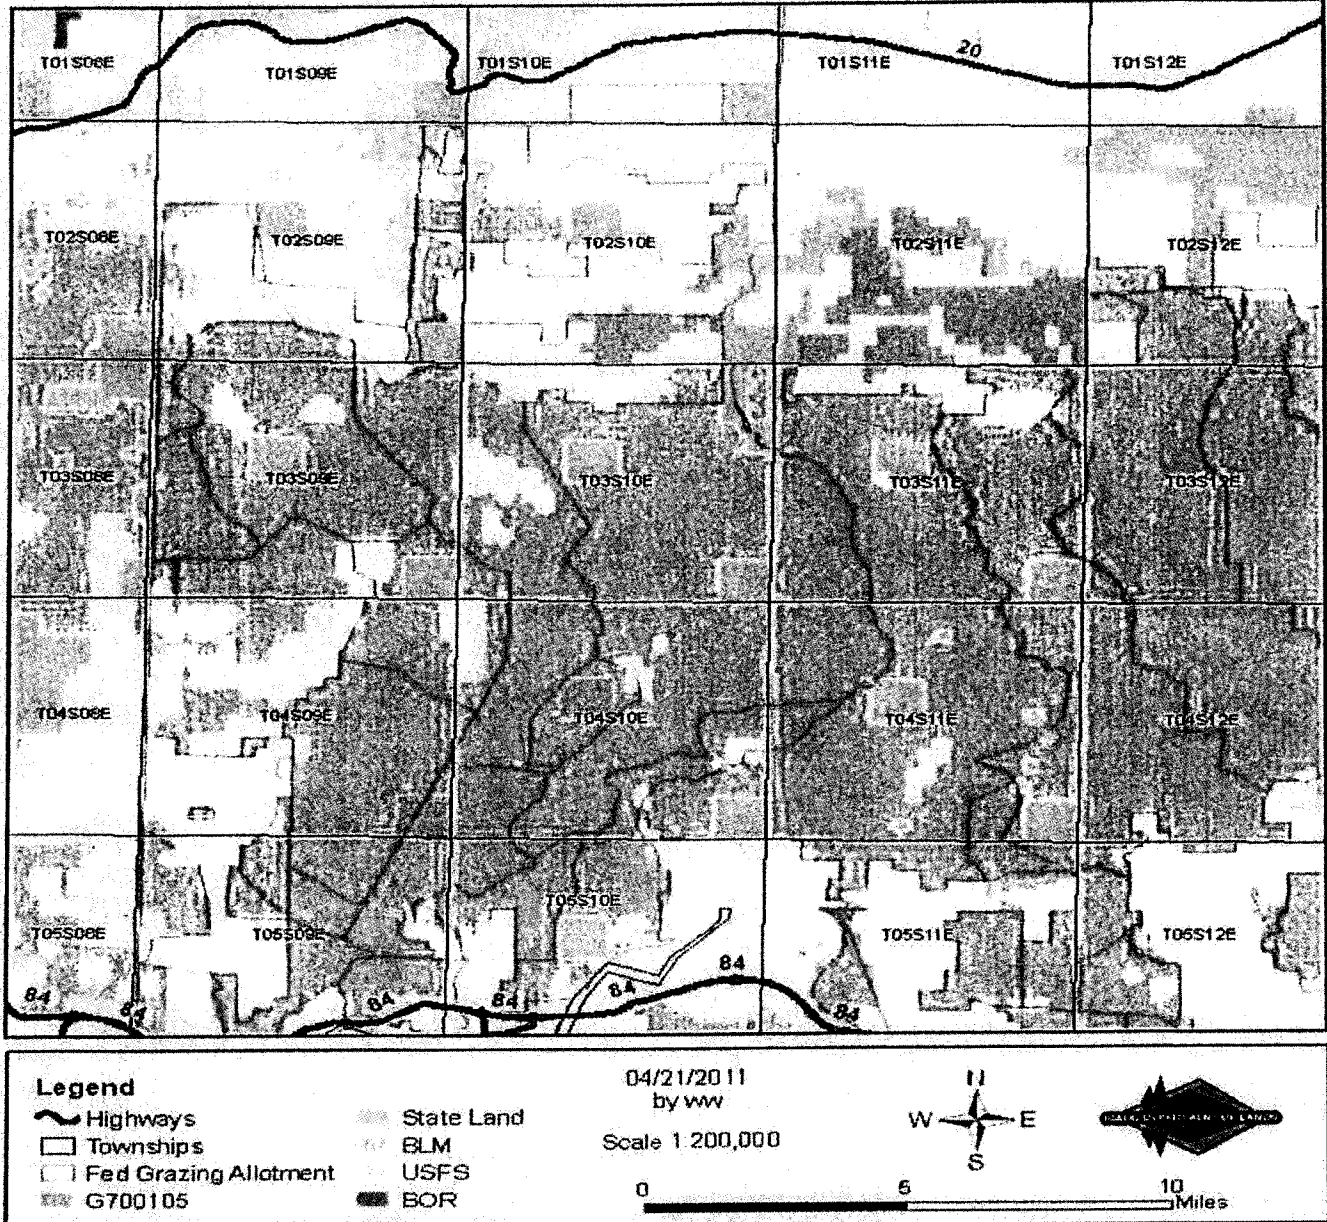 T01S08E T01S09E T01S10E T01S11E 20 T01S12E
T02S08E T02S09E T02S10E T02S11E T02S12E
T03S08E T03S09E T03S10E T03S11E T03S12E
T04S08E T04S09E T04S10E T04S11E T04S12E
T05S08E T05S09E T05S10E T05S11E T05S12E
84 84 84 84 84 84 84
Legend
Highways
Townships
Fed Grazing Allotment
G700105
State Land
BLM
USFS
BOR
04/21/2011
by ww
Scale 1:200,000
N
W E
S
0 5 10
Miles